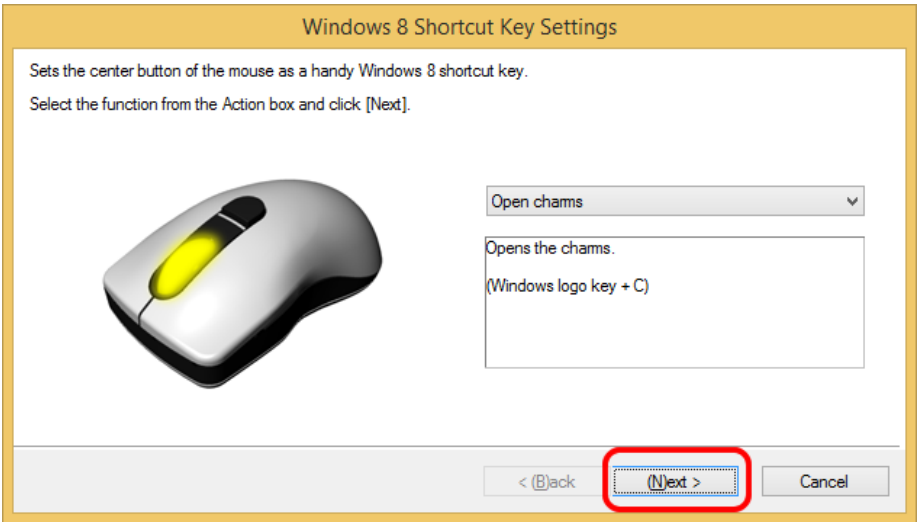 Windows 8 Shortcut Key Settings
Sets the center button of the mouse as a handy Windows 8 shortcut key.
Select the function from the Action box and click [Next].
Open charms
Opens the charms.
(Windows logo key + C)
< (B)ack
(N)ext >
Cancel